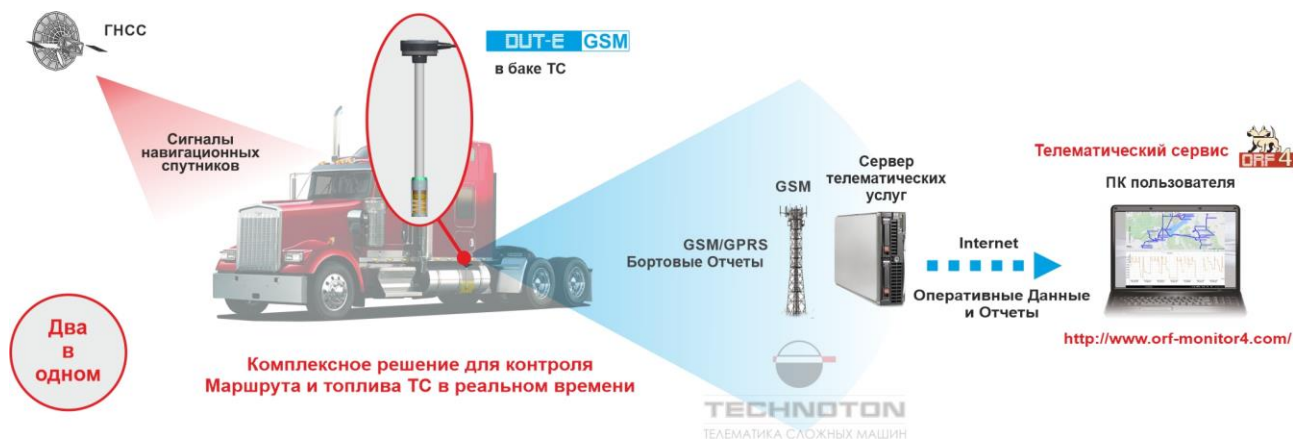 ГНСС
DUT-E GSM
в баке ТС
Сигналы
навигационных
спутников
Два
в
одном
Комплексное решение для контроля
Маршрута и топлива ТС в реальном времени
GSM/GPRS
Бортовые Отчеты
GSM
Сервер
телематических
услуг
Internet
Оперативные Данные
и Отчеты
Телематический сервис
ORF 4
ПК пользователя
http://www.orf-monitor4.com/
TECHNOTON
ТЕЛЕМАТИКА СЛОЖНЫХ МАШИН